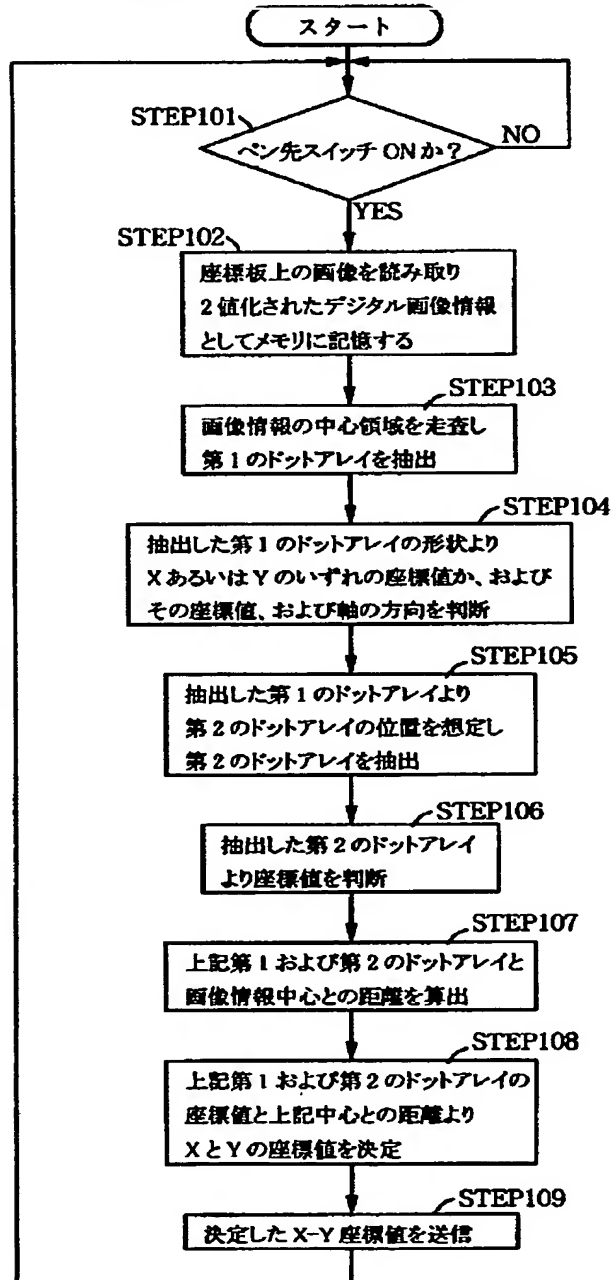 スタート
STEP101
ペン先スイッチ ONか？
NO
YES
STEP102
座標板上の画像を読み取り
2値化されたデジタル画像情報
としてメモリに記憶する
STEP103
画像情報の中心領域を走査し
第1のドットアレイを抽出
STEP104
抽出した第1のドットアレイの形状より
XあるいはYのいずれの座標値か、および
その座標値、および軸の方向を判断
STEP105
抽出した第1のドットアレイより
第2のドットアレイの位置を想定し
第2のドットアレイを抽出
STEP106
抽出した第2のドットアレイ
より座標値を判断
STEP107
上記第1および第2のドットアレイと
画像情報中心との距離を算出
STEP108
上記第1および第2のドットアレイの
座標値と上記中心との距離より
XとYの座標値を決定
STEP109
決定したX-Y座標値を送信